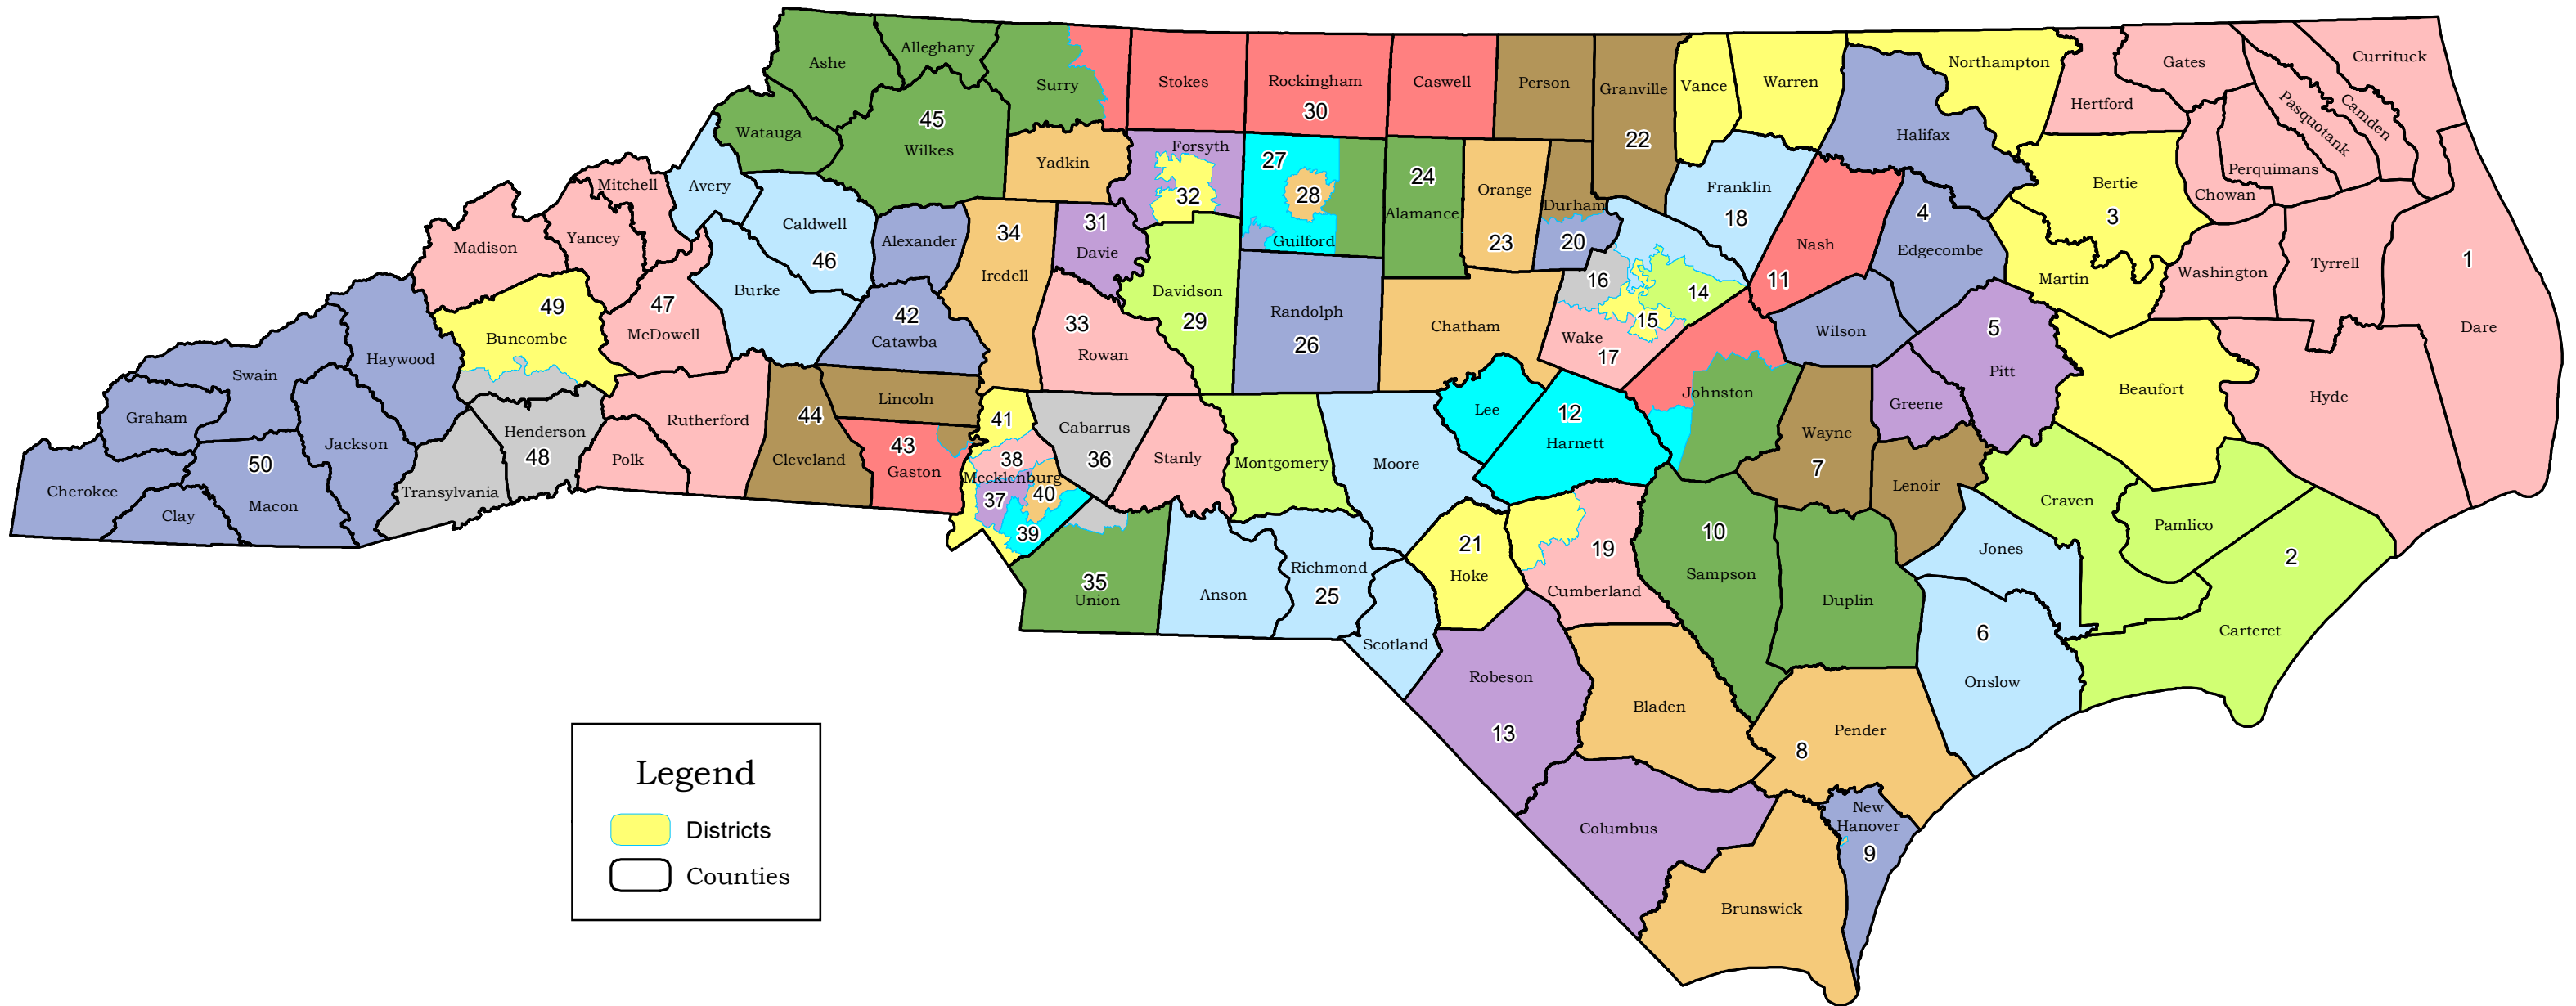 Ashe
Alleghany
Surry
Stokes
Rockingham
30
Caswell
Person
Granville
22
Vance
Warren
Northampton
Gates
Currituck
Hertford
Pasquotank
Camden
Watauga
45
Wilkes
Yadkin
Forsyth
32
27
28
Guilford
24
Alamance
Orange
23
Durham
20
Franklin
18
Halifax
Bertie
3
Perquimans
Chowan
Mitchell
Avery
Caldwell
46
Alexander
34
Iredell
31
Davie
Davidson
29
Randolph
26
Chatham
16
14
15
Wake
17
Nash
11
4
Edgecombe
Wilson
Martin
Washington
Tyrrell
1
Dare
Madison
Yancey
49
Buncombe
47
McDowell
Burke
42
Catawba
33
Rowan
5
Pitt
Beaufort
Hyde
Haywood
Swain
Graham
Jackson
50
Macon
Cherokee
Clay
Transylvania
Henderson
48
Polk
Rutherford
44
Cleveland
Lincoln
43
Gaston
41
38
Mecklenburg
37
40
39
Cabarrus
36
Stanly
Montgomery
Moore
Lee
12
Harnett
Johnston
Wayne
7
Greene
Lenoir
Craven
Pamlico
2
Carteret
Jones
6
Onslow
35
Union
Anson
Richmond
25
Scotland
21
Hoke
19
Cumberland
10
Sampson
Duplin
Robeson
13
Bladen
Pender
8
Columbus
New
Hanover
9
Brunswick
Legend
Districts
Counties